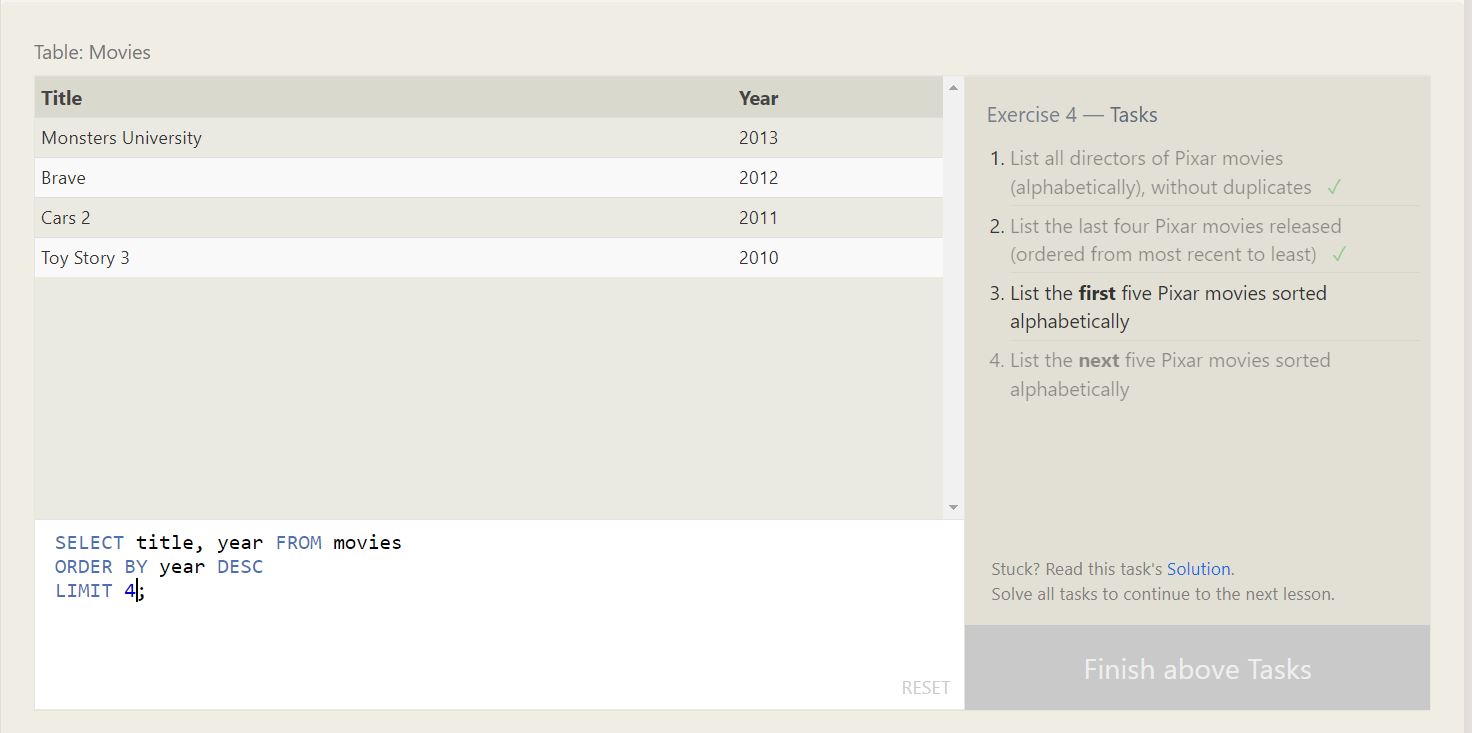 Table: Movies
Title Year
Monsters University 2013
Brave 2012
Cars 2 2011
Toy Story 3 2010
SELECT title, year FROM movies
ORDER BY year DESC
LIMIT 4;
RESET
Exercise 4 — Tasks
1. List all directors of Pixar movies
(alphabetically), without duplicates ✓
2. List the last four Pixar movies released
(ordered from most recent to least) ✓
3. List the first five Pixar movies sorted
alphabetically
4. List the next five Pixar movies sorted
alphabetically
Stuck? Read this task's Solution.
Solve all tasks to continue to the next lesson.
Finish above Tasks